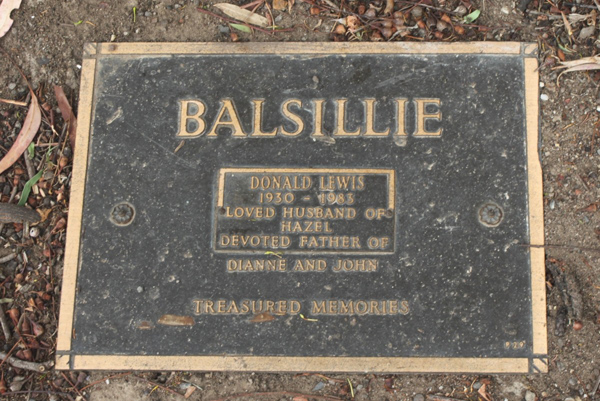 BALSILLIE
DONALD LEWIS
1930 - 1983
LOVED HUSBAND OF
HAZEL
DEVOTED FATHER OF
DIANNE AND JOHN
TREASURED MEMORIES